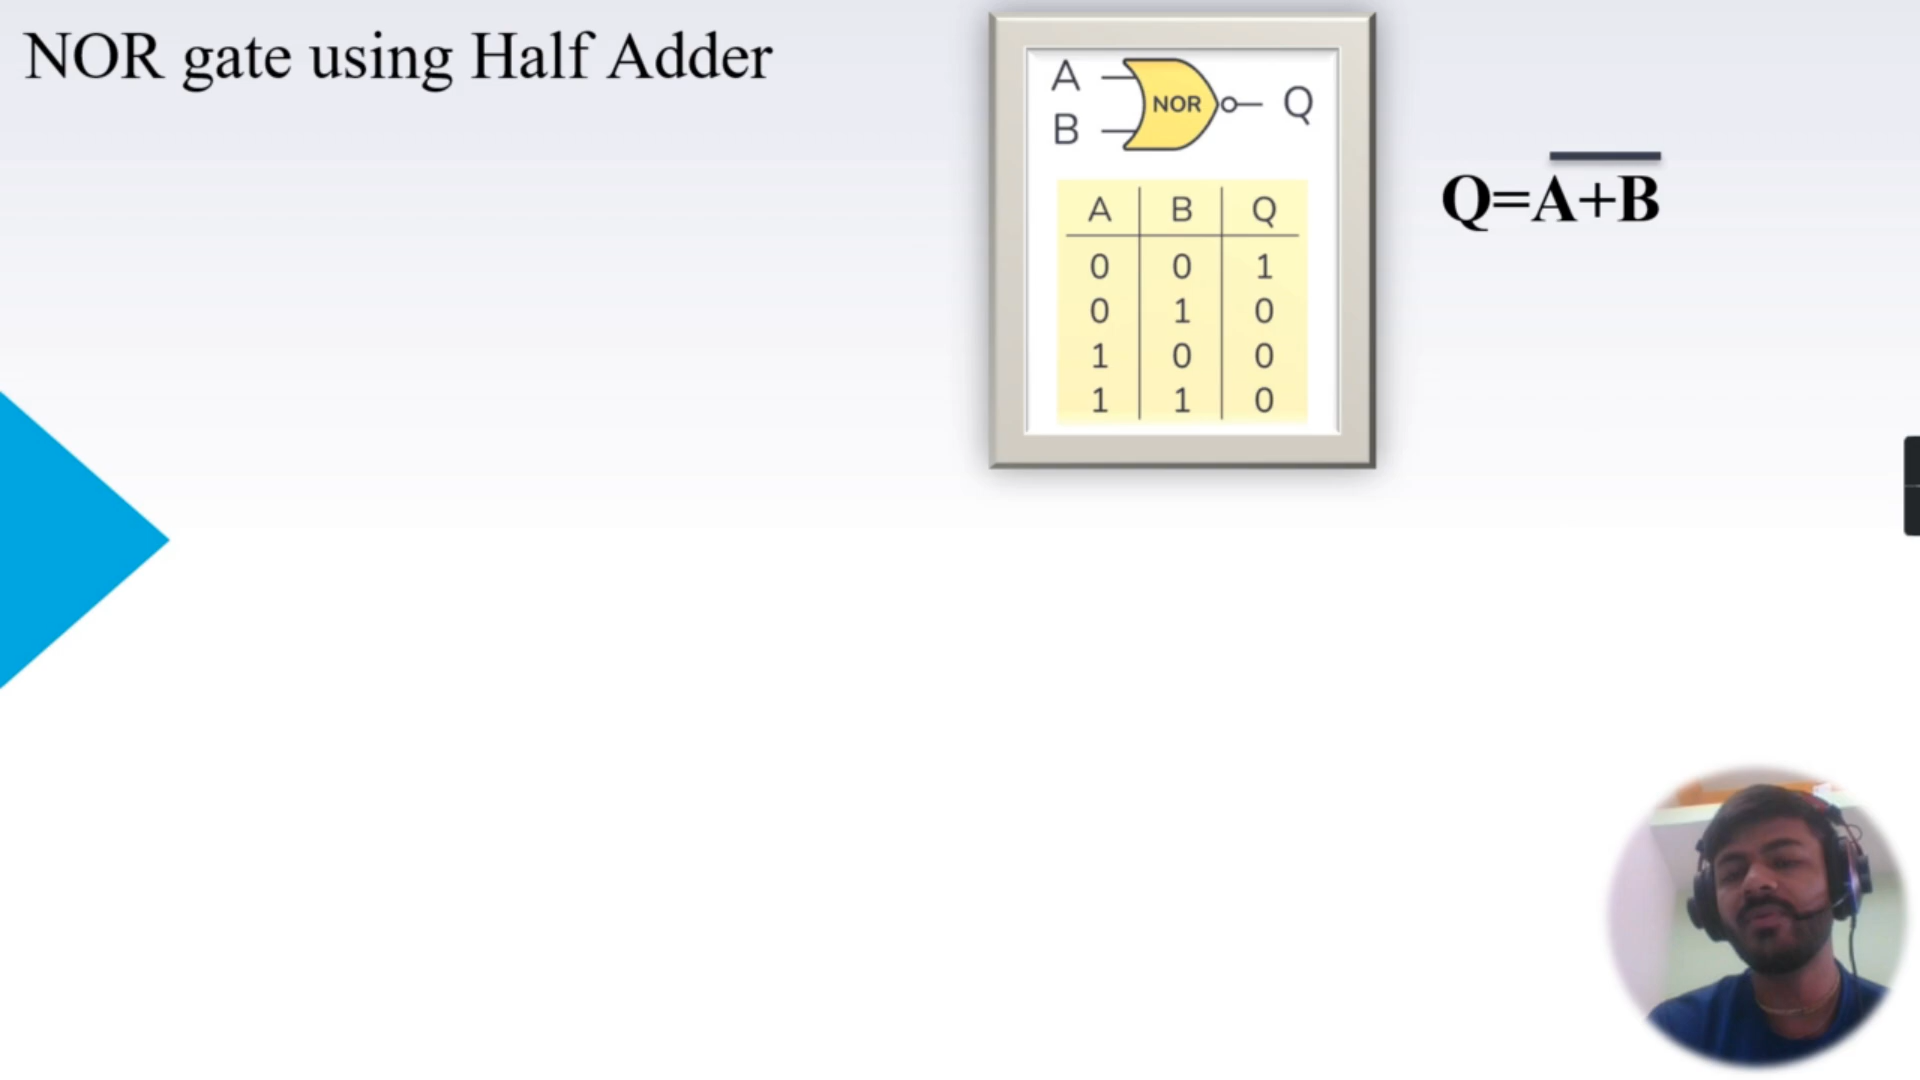 NOR gate using Half Adder
A
B
NOR
Q
A B Q
0 0 1
0 1 0
1 0 0
1 1 0
Q=A̅+̅B̅